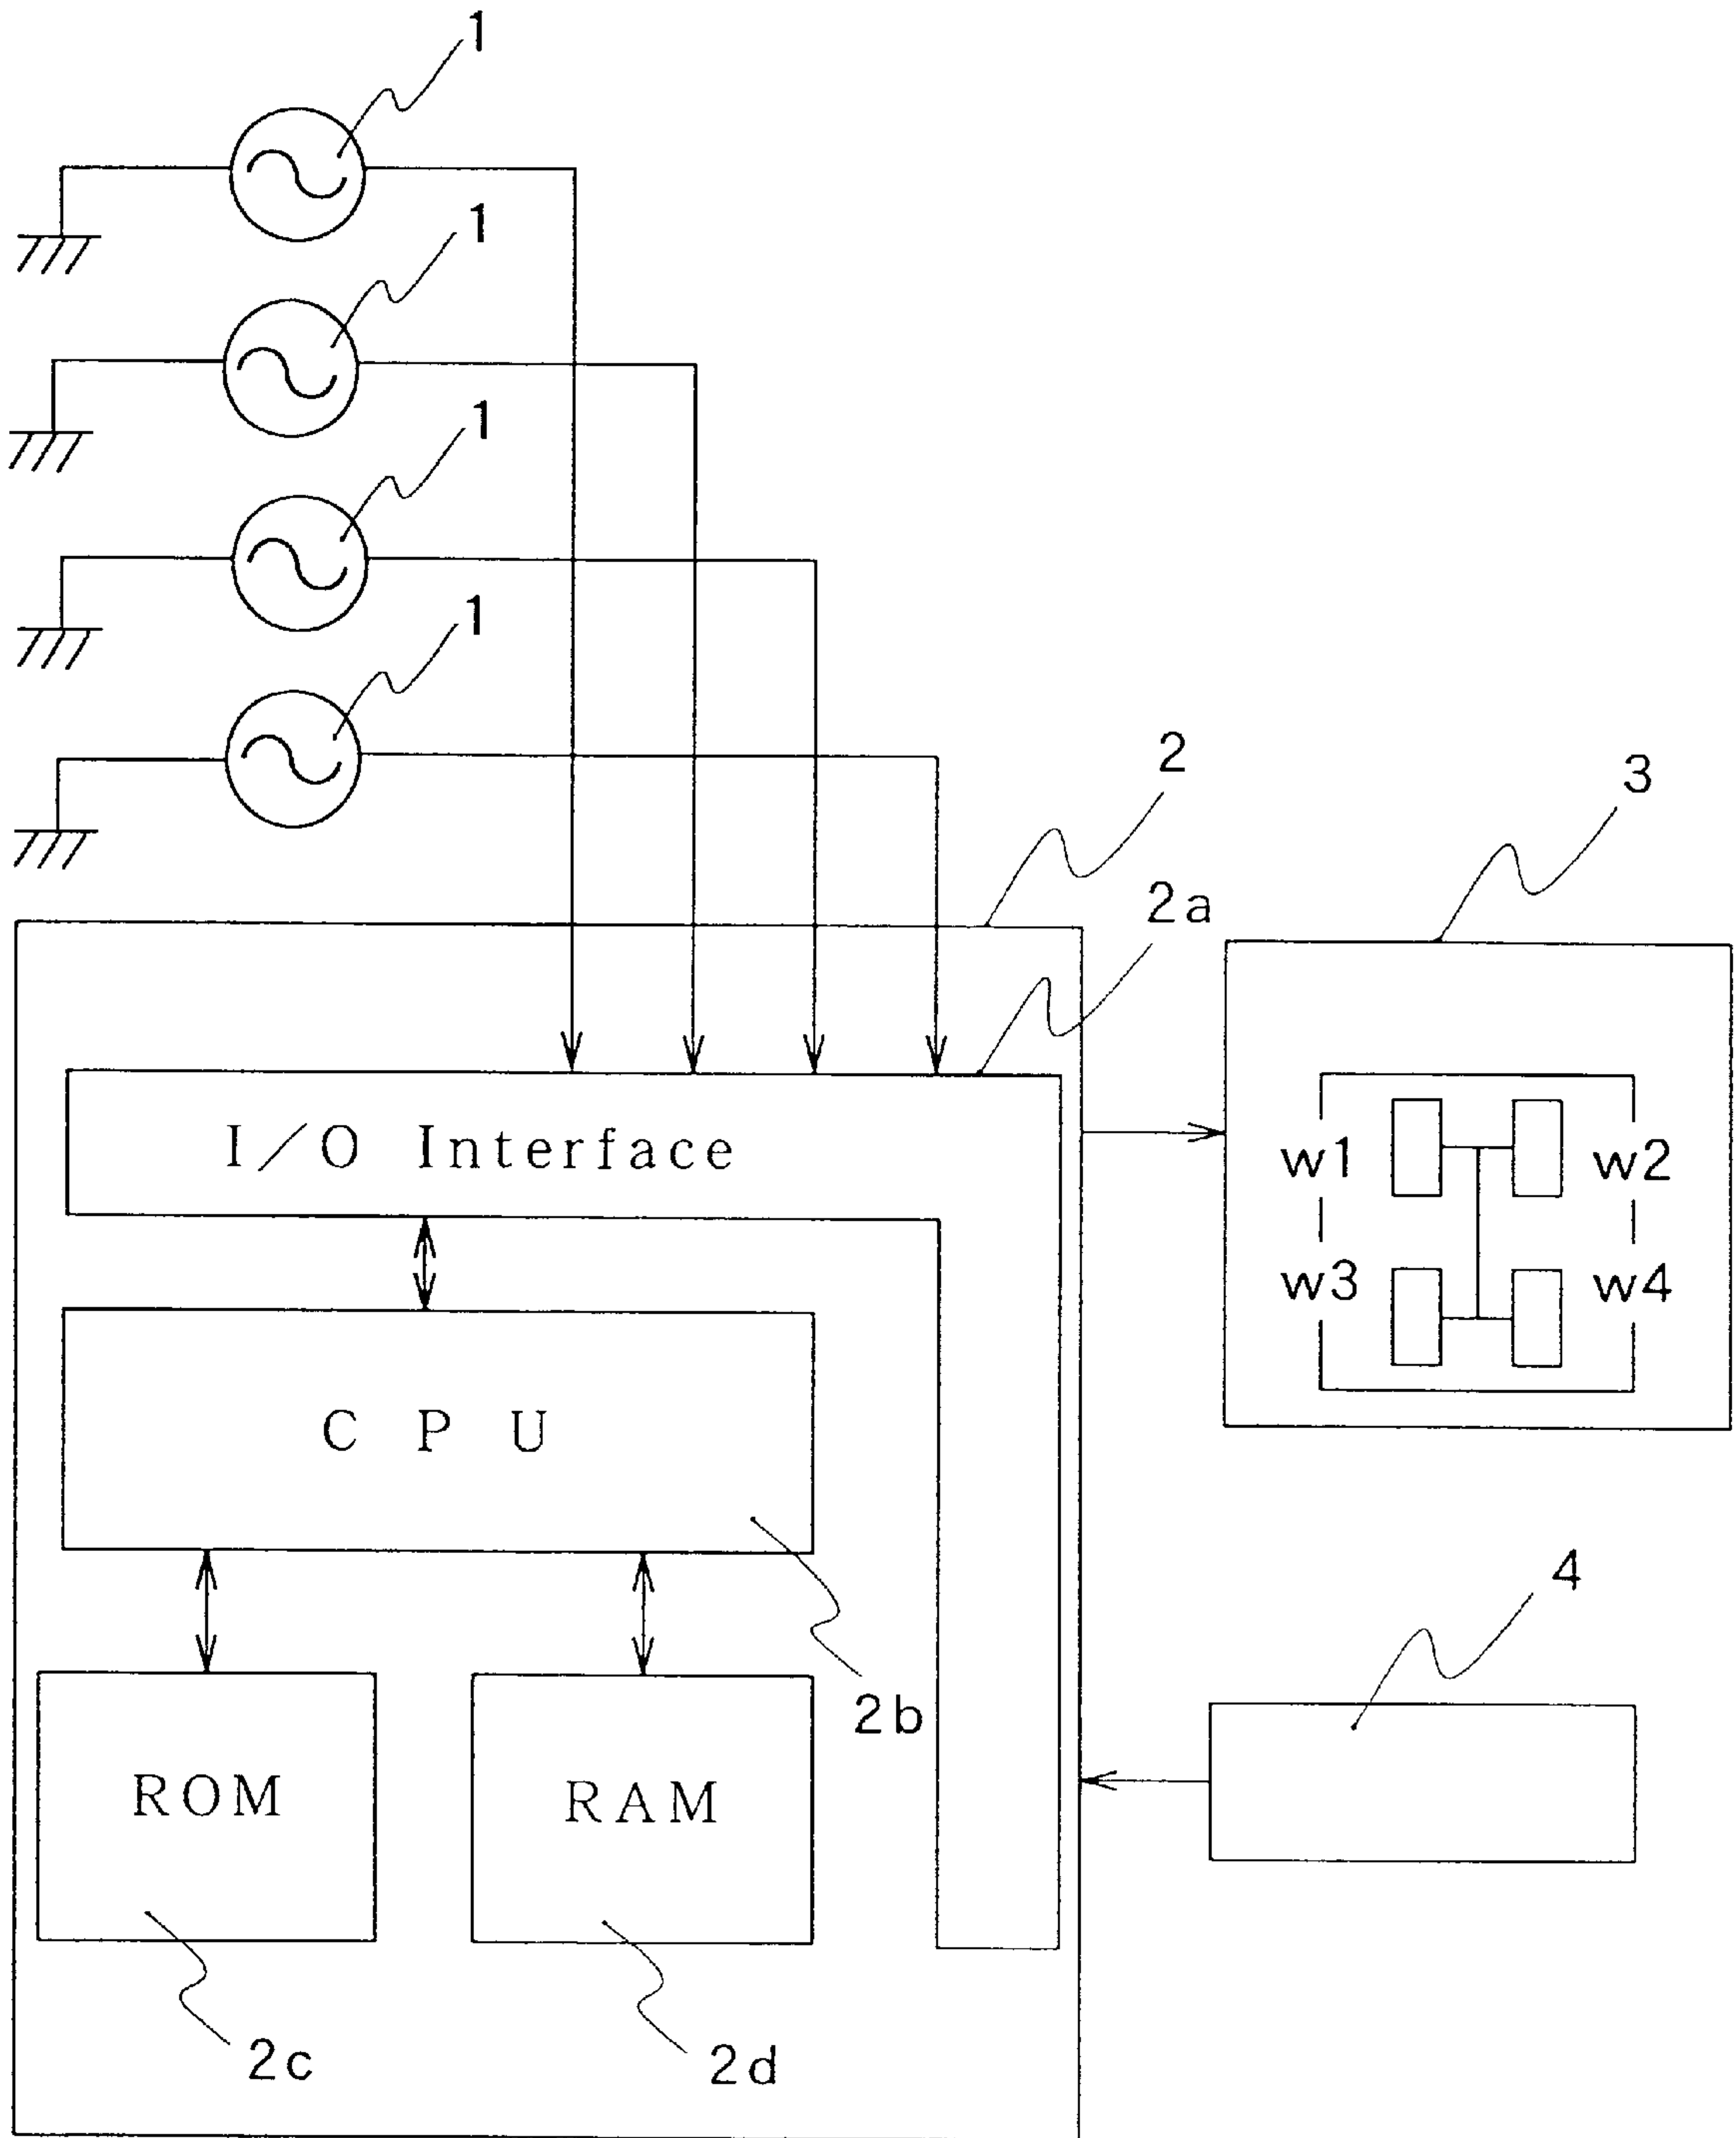 1
1
1
1
2
3
2a
I/O Interface
w1
w2
w3
w4
CPU
4
2b
ROM
RAM
2c
2d